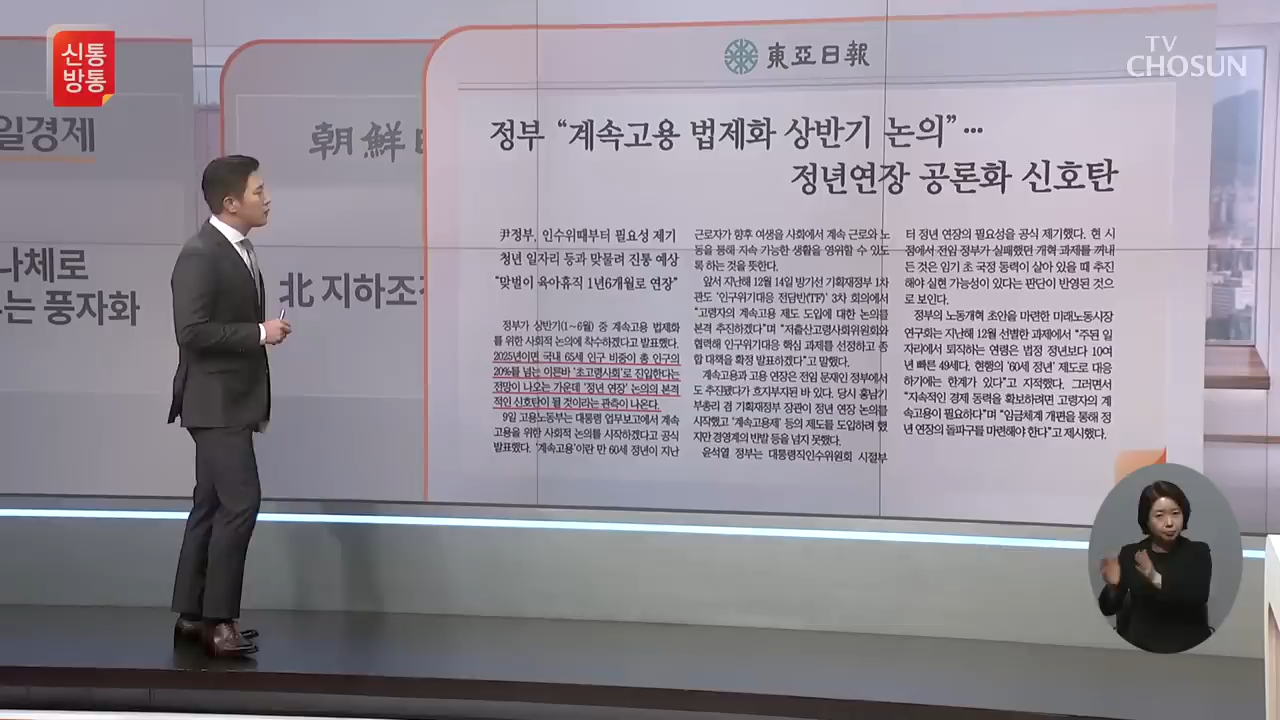 신통
방통
TV
CHOSUN
일경제
나체로
는 풍자화
朝鮮
北 지하조
東亞日報
정부 “계속고용 법제화 상반기 논의”…
정년연장 공론화 신호탄
尹정부, 인수위때부터 필요성 제기
청년 일자리 등과 맞물려 진통 예상
“맞벌이 육아휴직 1년6개월로 연장”
정부가 상반기(1~6월) 중 계속고용 법제화
를 위한 사회적 논의에 착수하겠다고 발표했다.
2025년이면 국내 65세 인구 비중이 총 인구의
20%를 넘는 이른바 ‘초고령사회’로 진입한다는
전망이 나오는 가운데 ‘정년 연장’ 논의의 본격
적인 신호탄이 될 것이라는 관측이 나온다.
9일 고용노동부는 대통령 업무보고에서 계속
고용을 위한 사회적 논의를 시작하겠다고 공식
발표했다. ‘계속고용’이란 만 60세 정년이 지난
근로자가 향후 여생을 사회에서 계속 근로와 노
동을 통해 지속 가능한 생활을 영위할 수 있도
록 하는 것을 뜻한다.
앞서 지난해 12월 14일 방기선 기획재정부 1차
관도 ‘인구위기대응 전담반(TF)’ 3차 회의에서
“고령자의 계속고용 제도 도입에 대한 논의를
본격 추진하겠다”며 “저출산고령사회위원회와
협력해 인구위기대응 핵심 과제를 선정하고 종
합 대책을 확정 발표하겠다”고 말했다.
계속고용과 고용 연장은 전임 문재인 정부에서
도 추진됐다가 흐지부지된 바 있다. 당시 홍남기
부총리 겸 기획재정부 장관이 정년 연장 논의를
시작했고 ‘계속고용제’ 등의 제도를 도입하려 했
지만 경영계의 반발 등을 넘지 못했다.
윤석열 정부는 대통령직인수위원회 시절부
터 정년 연장의 필요성을 공식 제기했다. 현 시
점에서 전임 정부가 실패했던 개혁 과제를 꺼내
든 것은 임기 초 국정 동력이 살아 있을 때 추진
해야 실현 가능성이 있다는 판단이 반영된 것으
로 보인다.
정부의 노동개혁 초안을 마련한 미래노동시장
연구회는 지난해 12월 선별한 과제에서 “주된 일
자리에서 퇴직하는 연령은 법정 정년보다 10여
년 빠른 49세다. 현행의 ‘60세 정년’ 제도로 대응
하기에는 한계가 있다”고 지적했다. 그러면서
“지속적인 경제 동력을 확보하려면 고령자의 계
속고용이 필요하다”며 “임금체계 개편을 통해 정
년 연장의 돌파구를 마련해야 한다”고 제시했다.